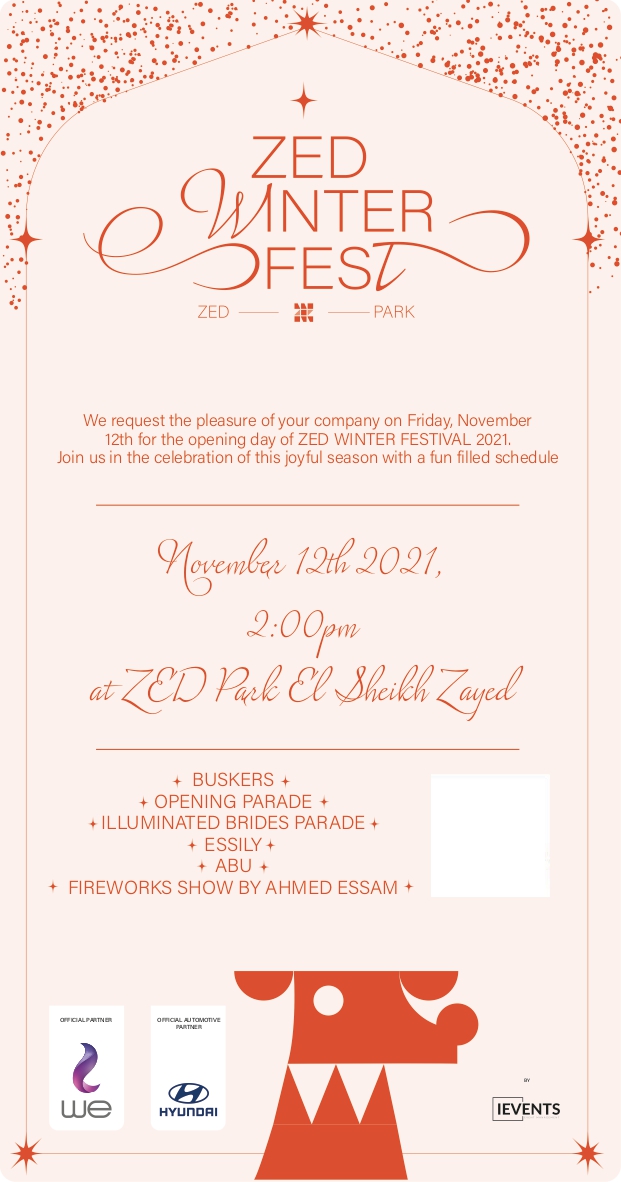 ZED
WINTER
FEST
ZED PARK
We request the pleasure of your company on Friday, November
12th for the opening day of ZED WINTER FESTIVAL 2021.
Join us in the celebration of this joyful season with a fun filled schedule
November 12th 2021,
2:00pm
at ZED Park El Sheikh Zayed
BUSKERS
OPENING PARADE
ILLUMINATED BRIDES PARADE
ESSILY
ABU
FIREWORKS SHOW BY AHMED ESSAM
OFFICIAL PARTNER
we
OFFICIAL AUTOMOTIVE
PARTNER
HYUNDAI
BY
IEVENTS